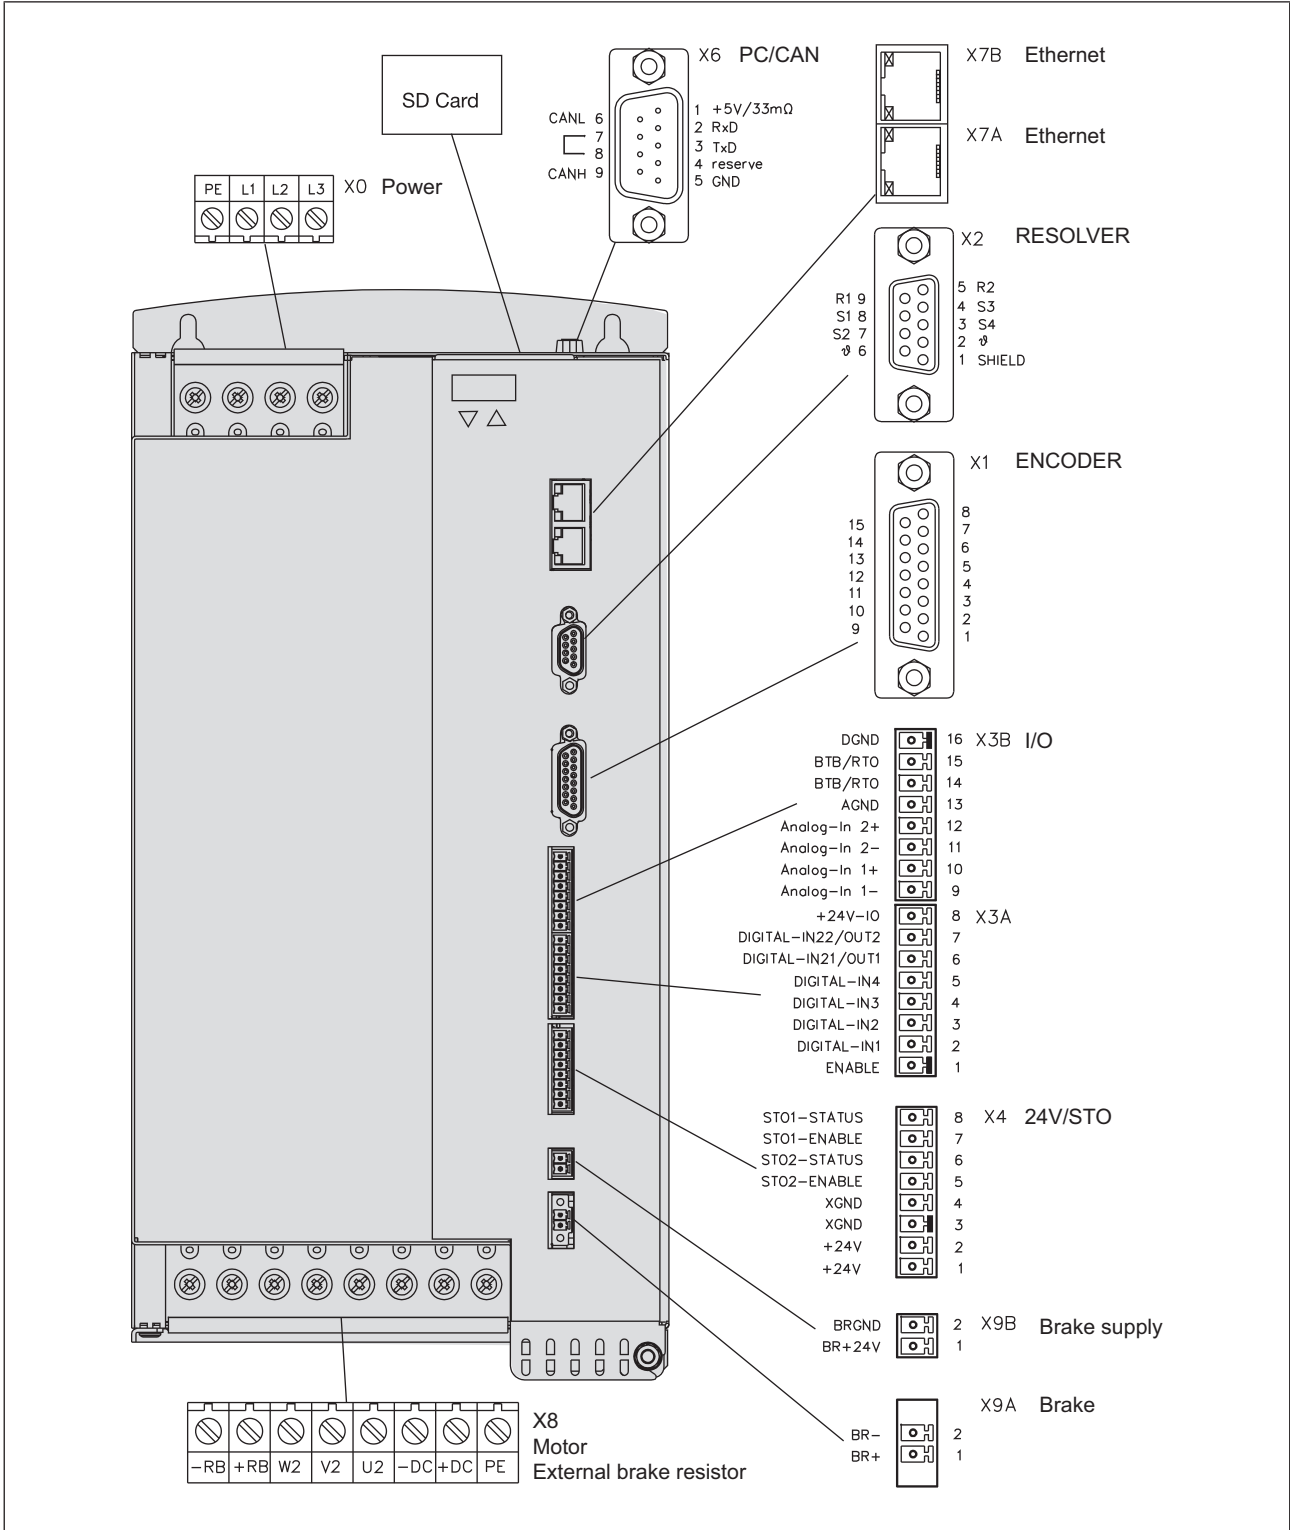 SD Card
X6 PC/CAN
CANL 6
7
8
CANH 9
1 +5V/33mΩ
2 RxD
3 TxD
4 reserve
5 GND
X7B Ethernet
X7A Ethernet
PE L1 L2 L3 X0 Power
X2 RESOLVER
R1 9
S1 8
S2 7
ϑ 6
5 R2
4 S3
3 S4
2 ϑ
1 SHIELD
X1 ENCODER
15
14
13
12
11
10
9
8
7
6
5
4
3
2
1
DGND 16 X3B I/O
BTB/RTO 15
BTB/RTO 14
AGND 13
Analog-In 2+ 12
Analog-In 2- 11
Analog-In 1+ 10
Analog-In 1- 9
+24V-IO 8 X3A
DIGITAL-IN22/OUT2 7
DIGITAL-IN21/OUT1 6
DIGITAL-IN4 5
DIGITAL-IN3 4
DIGITAL-IN2 3
DIGITAL-IN1 2
ENABLE 1
STO1-STATUS 8 X4 24V/STO
STO1-ENABLE 7
STO2-STATUS 6
STO2-ENABLE 5
XGND 4
XGND 3
+24V 2
+24V 1
BRGND 2 X9B Brake supply
BR+24V 1
X9A Brake
BR- 2
BR+ 1
-RB +RB W2 V2 U2 -DC +DC PE
X8
Motor
External brake resistor